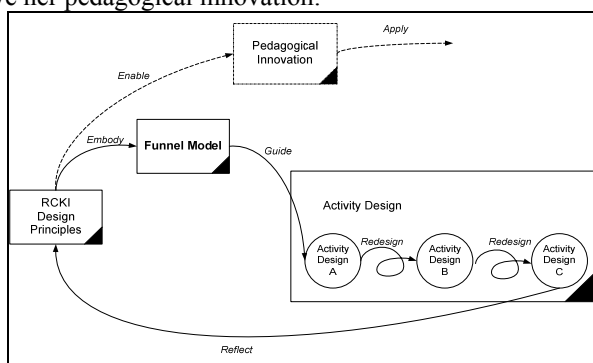 ve her pedagogical innovation.
Apply
Pedagogical
Innovation
Enable
Embody
Funnel Model
Guide
RCKI
Design
Principles
Activity Design
Redesign
Redesign
Activity
Design
A
Activity
Design
B
Activity
Design
C
Reflect